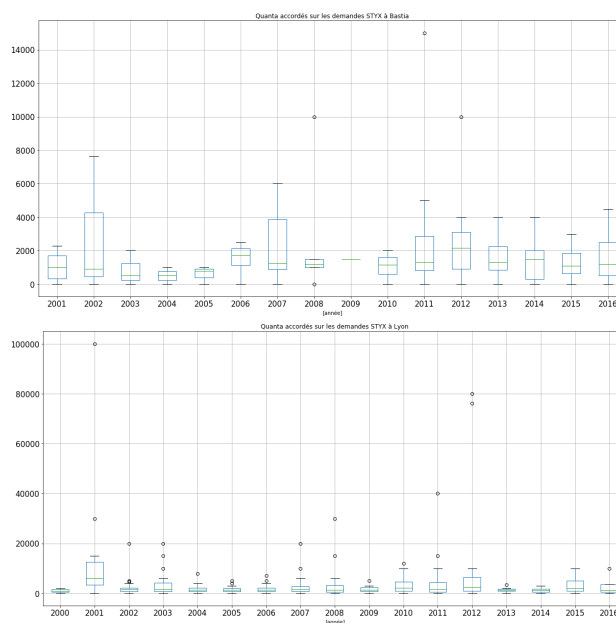 Quanta accordés sur les demandes STYX à Bastia
14000
12000
10000
8000
6000
4000
2000
0
2001 2002 2003 2004 2005 2006 2007 2008 2009 2010 2011 2012 2013 2014 2015 2016
[année]
Quanta accordés sur les demandes STYX à Lyon
100000
80000
60000
40000
20000
0
2000 2001 2002 2003 2004 2005 2006 2007 2008 2009 2010 2011 2012 2013 2014 2015 2016
[année]